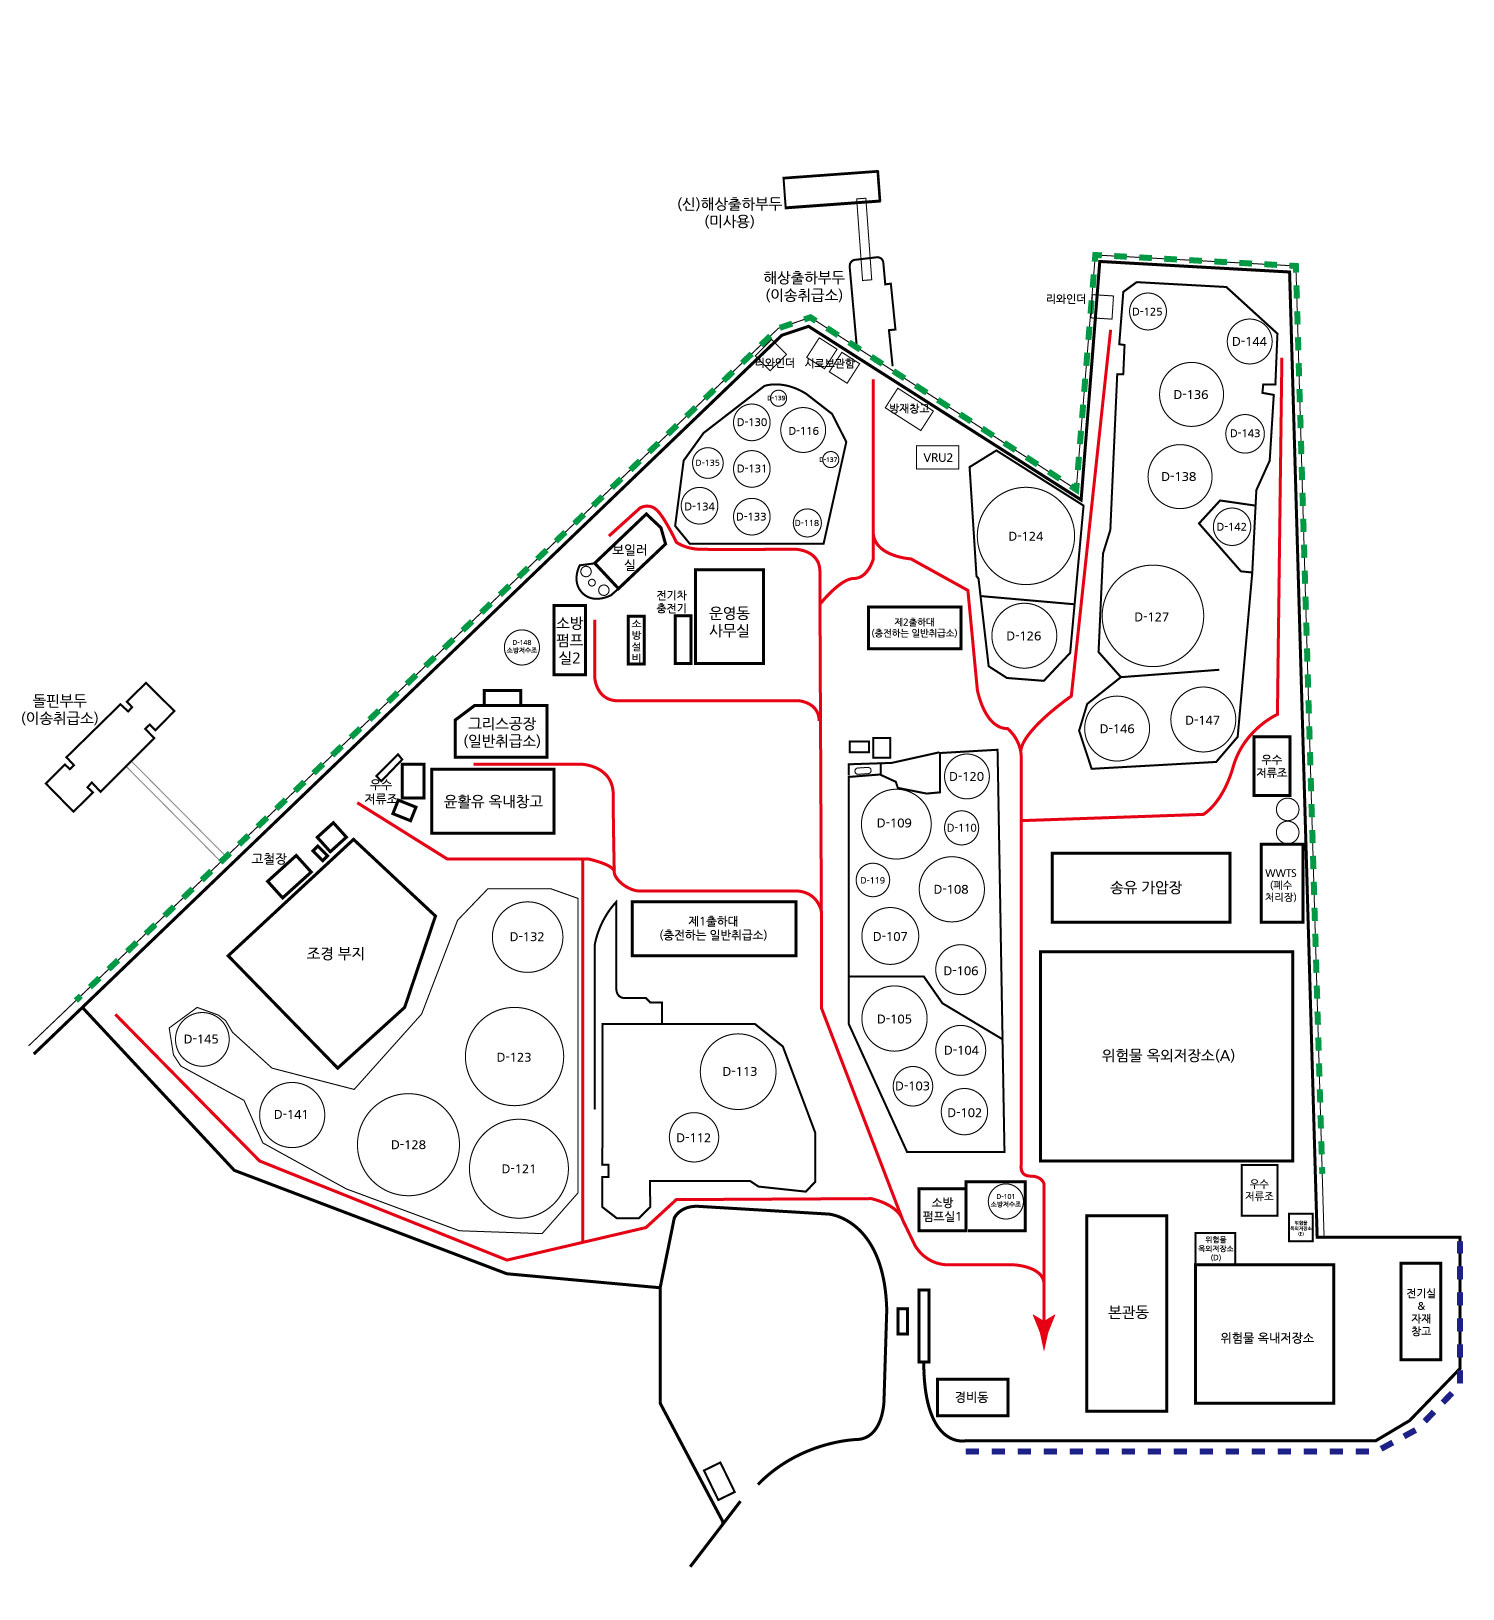 (신)해상출하부두
(미사용)
해상출하부두
(이송취급소)
리와인더
D-125
D-144
리와인더
시료보관함
D-136
D-139
방재창고
D-130
D-116
D-143
VRU2
D-135
D-131
D-137
D-138
D-134
D-133
D-118
D-142
D-124
보일러
실
전기차
충전기
운영동
사무실
소방
펌프
실2
소
방
설
비
제2출하대
(충전하는 일반취급소)
D-127
D-126
D-148
소방저수조
돌핀부두
(이송취급소)
그리스공장
(일반취급소)
D-146
D-147
우수
저류조
우수
저류조
윤활유 옥내창고
D-120
D-109
D-110
고철장
D-119
D-108
송유 가압장
WWTS
(폐수
처리장)
제1출하대
(충전하는 일반취급소)
D-132
D-107
조경 부지
D-106
D-105
D-145
D-123
D-104
위험물 옥외저장소(A)
D-113
D-103
D-141
D-102
D-128
D-112
D-121
소방
펌프실1
D-101
소방저수조
우수
저류조
위험물
옥외저장소
(E)
위험물
옥외저장소
(D)
본관동
위험물 옥내저장소
전기실
&
자재
창고
경비동